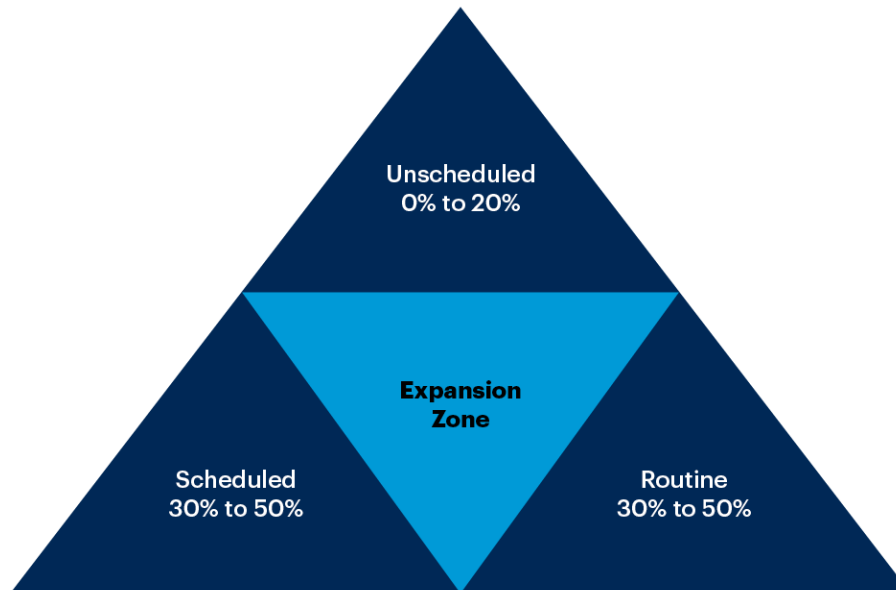 Unscheduled
0% to 20%
Expansion
Zone
Scheduled
30% to 50%
Routine
30% to 50%